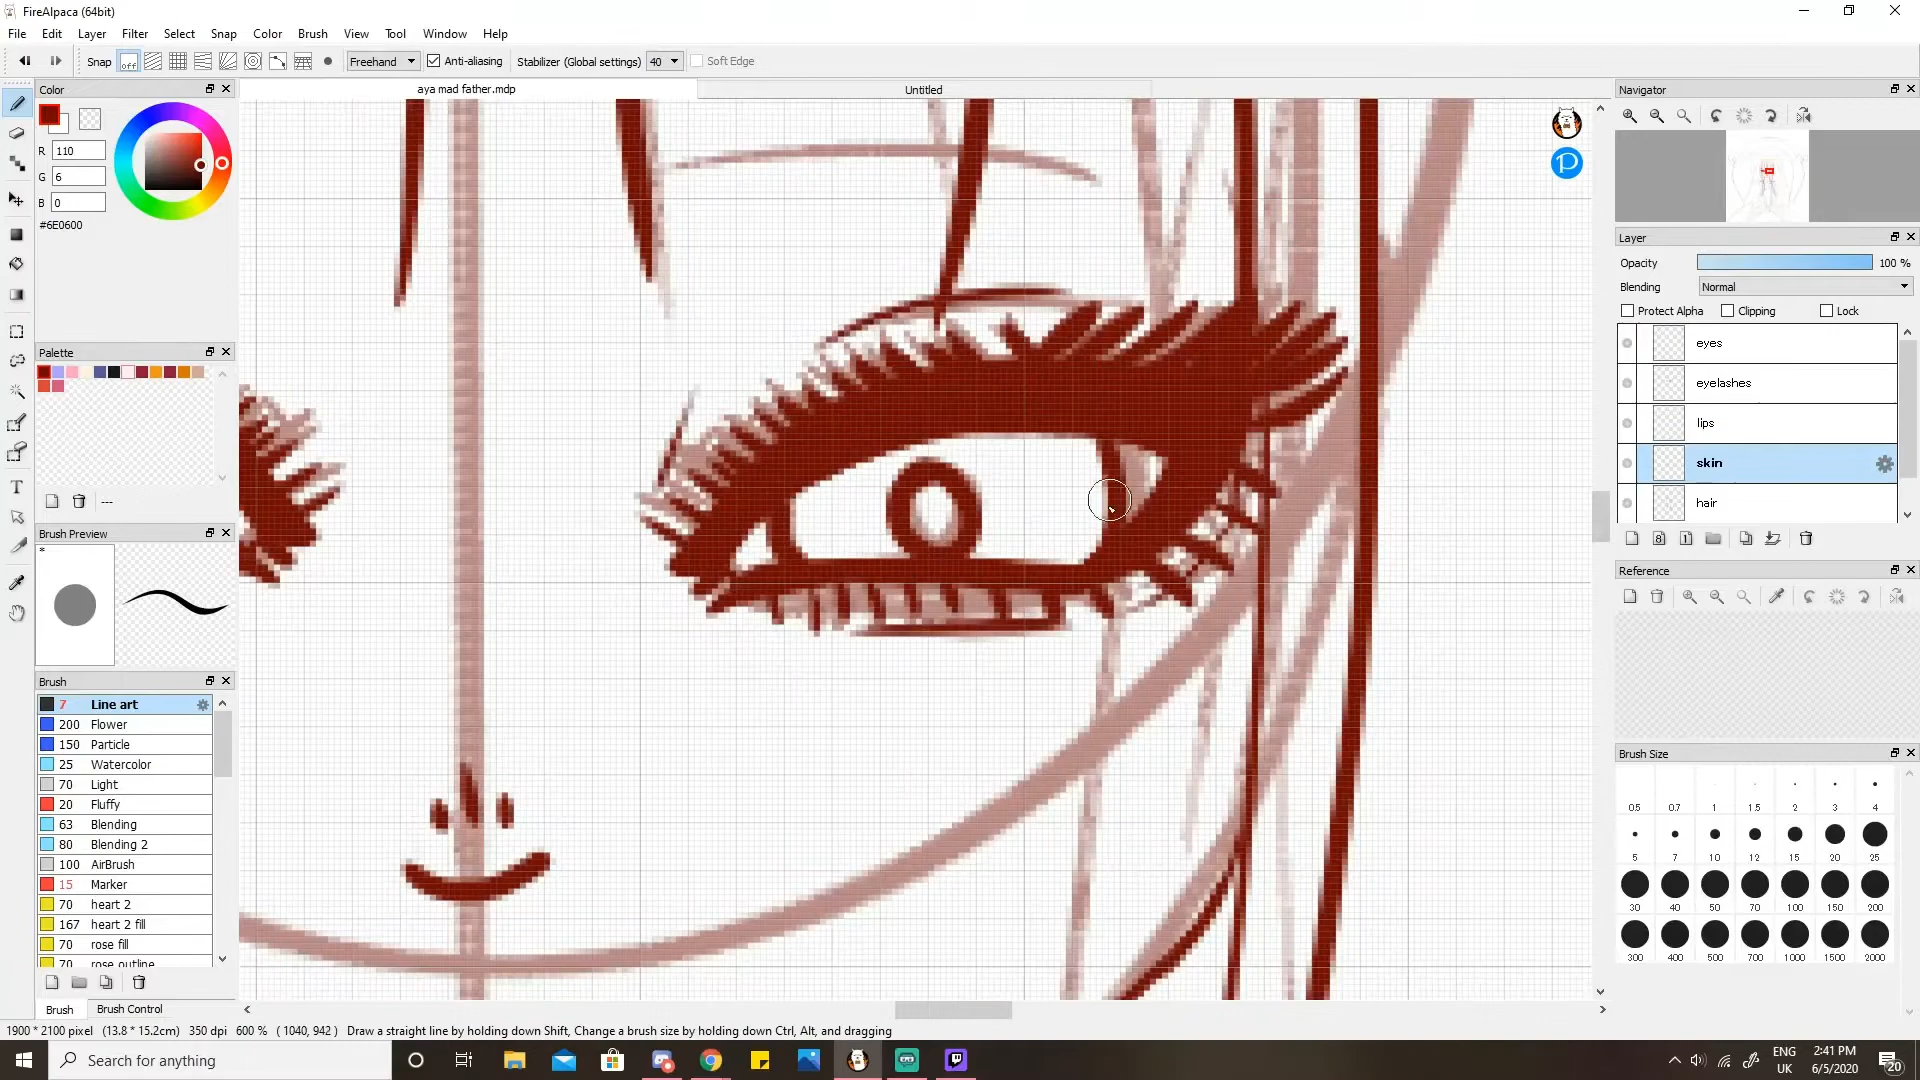 FireAlpaca (64bit)
File Edit Layer Filter Select Snap Color Brush View Tool Window Help
Snap off Freehand Anti-aliasing Stabilizer (Global settings) 40 Soft Edge
Color
R 110
G 6
B 0
#6E0600
Palette
---
Brush Preview
*
Brush
7 Line art
200 Flower
150 Particle
25 Watercolor
70 Light
20 Fluffy
63 Blending
80 Blending 2
100 AirBrush
15 Marker
70 heart 2
167 heart 2 fill
70 rose fill
70 rose outline
Brush Brush Control
aya mad father.mdp Untitled
P
Navigator
Layer
Opacity 100 %
Blending Normal
Protect Alpha Clipping Lock
eyes
eyelashes
lips
skin
hair
8 1
Reference
Brush Size
0.5 0.7 1 1.5 2 3 4
5 7 10 12 15 20 25
30 40 50 70 100 150 200
300 400 500 700 1000 1500 2000
1900 * 2100 pixel (13.8 * 15.2cm) 350 dpi 600 % ( 1040, 942 ) Draw a straight line by holding down Shift, Change a brush size by holding down Ctrl, Alt, and dragging
Search for anything
ENG
UK
2:41 PM
6/5/2020
20